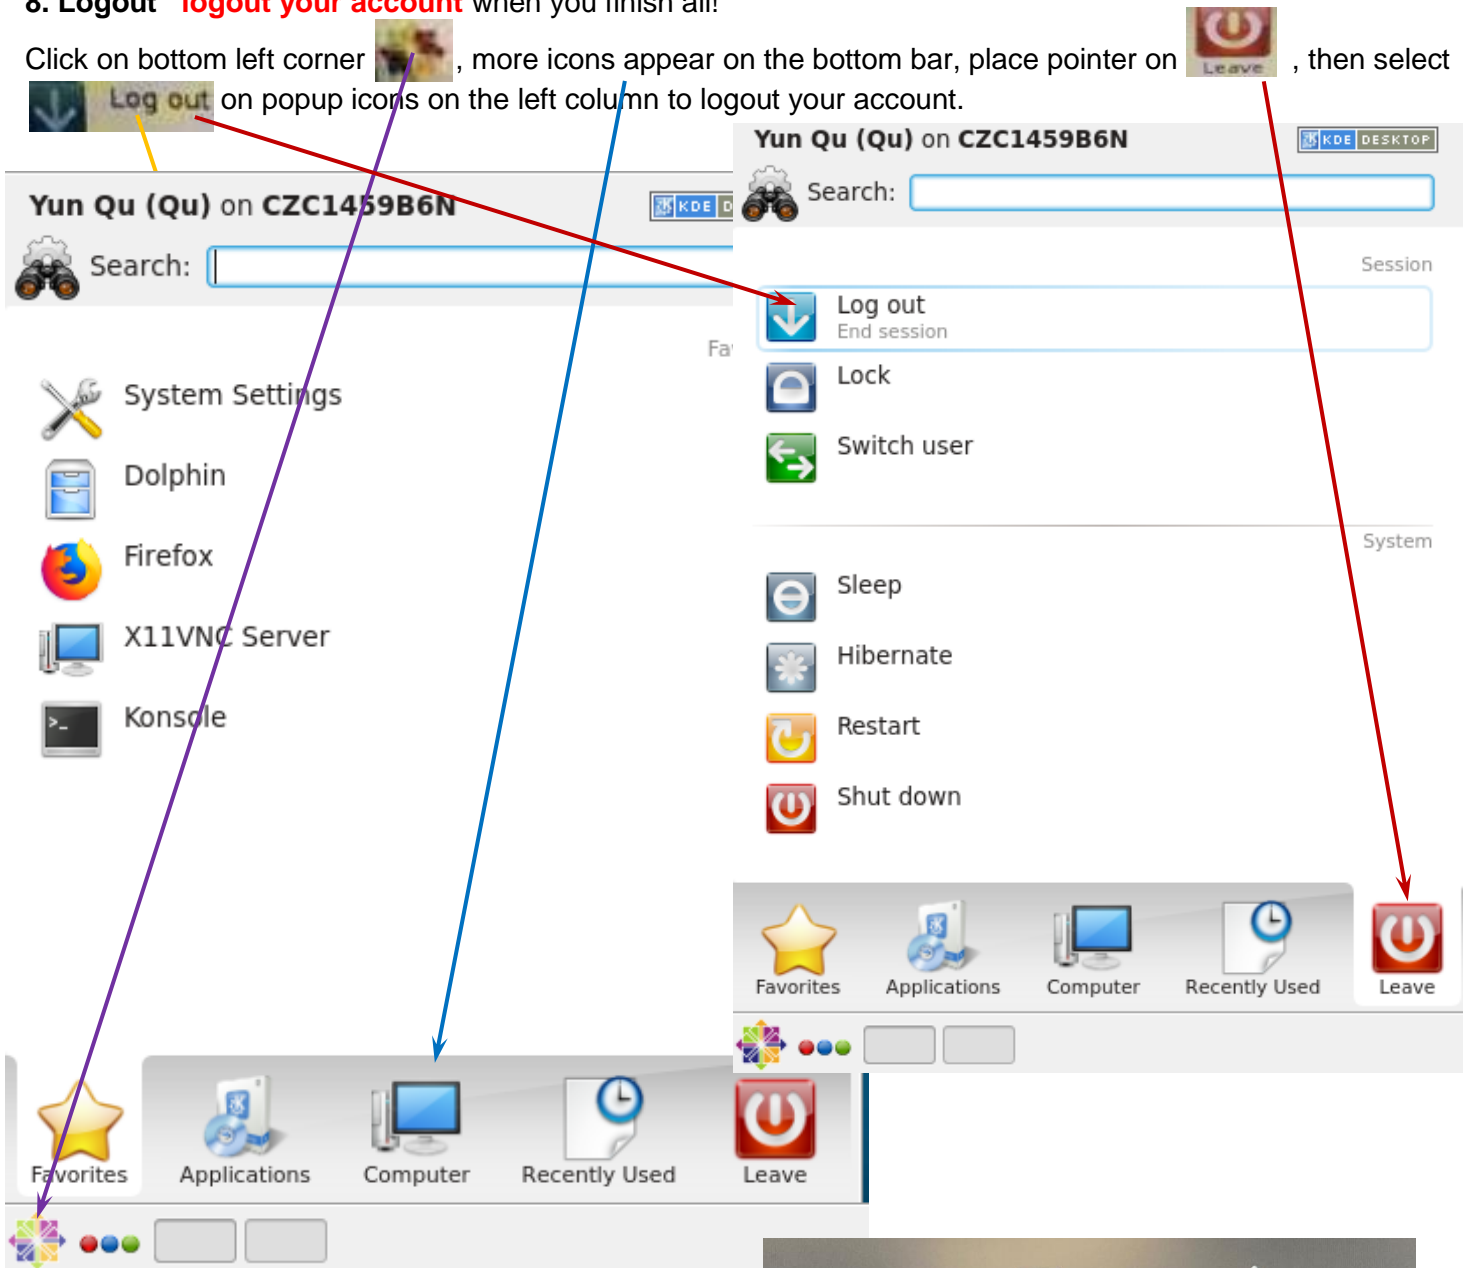 8. Logout logout your account when you finish all!
Click on bottom left corner , more icons appear on the bottom bar, place pointer on Leave , then select
Log out on popup icons on the left column to logout your account.
Yun Qu (Qu) on CZC1459B6N
KDE
Search:
System Settings
Dolphin
Firefox
X11VNC Server
Konsole
Favorites
Applications
Computer
Recently Used
Leave
Yun Qu (Qu) on CZC1459B6N
KDE DESKTOP
Search:
Session
Log out
End session
Lock
Switch user
System
Sleep
Hibernate
Restart
Shut down
Favorites
Applications
Computer
Recently Used
Leave